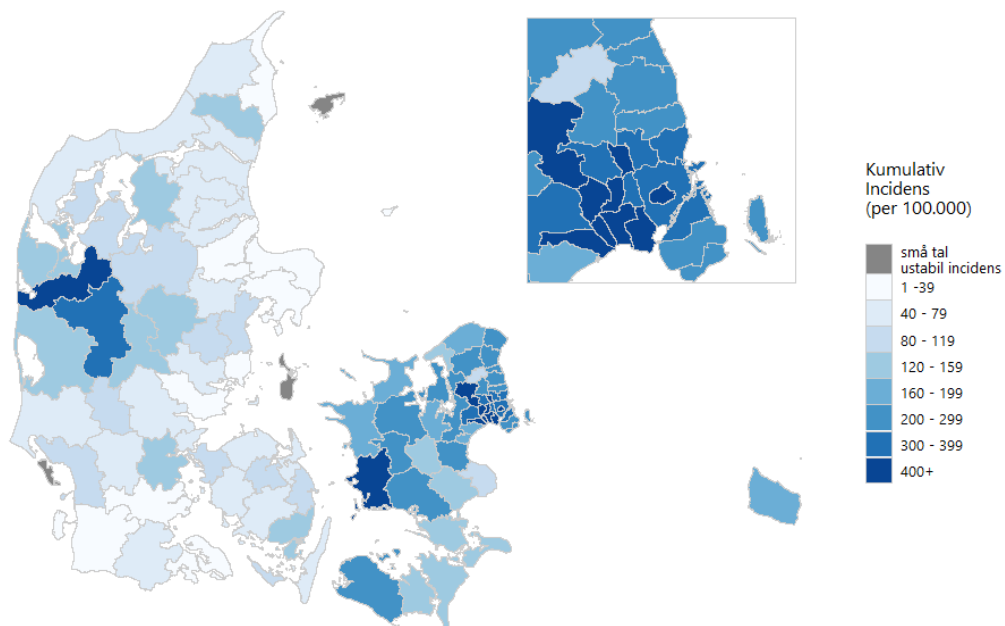 Kumulativ
Incidens
(per 100.000)
små tal
ustabil incidens
1 -39
40 - 79
80 - 119
120 - 159
160 - 199
200 - 299
300 - 399
400+